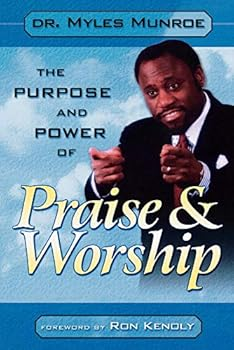 DR. MYLES MUNROE
THE
PURPOSE
AND
POWER
OF
Praise &
Worship
FOREWORD BY RON KENOLY